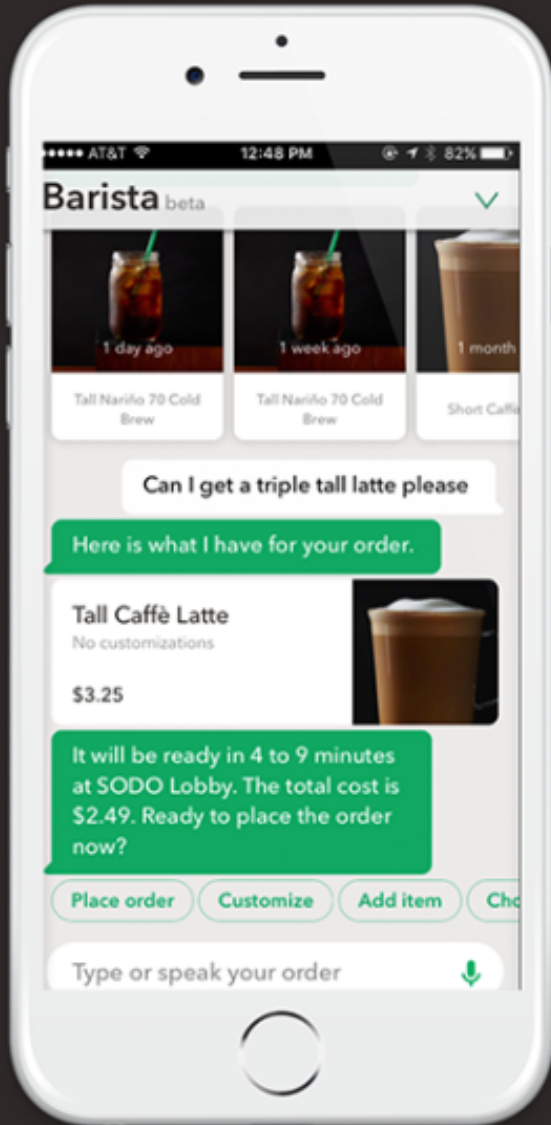 AT&T 12:48 PM 82%
Barista beta
1 day ago 1 week ago 1 month
Tall Nariño 70 Cold Tall Nariño 70 Cold Short Caffè
Brew Brew
Can I get a triple tall latte please
Here is what I have for your order.
Tall Caffè Latte
No customizations
$3.25
It will be ready in 4 to 9 minutes
at SODO Lobby. The total cost is
$2.49. Ready to place the order
now?
Place order Customize Add item Cho
Type or speak your order